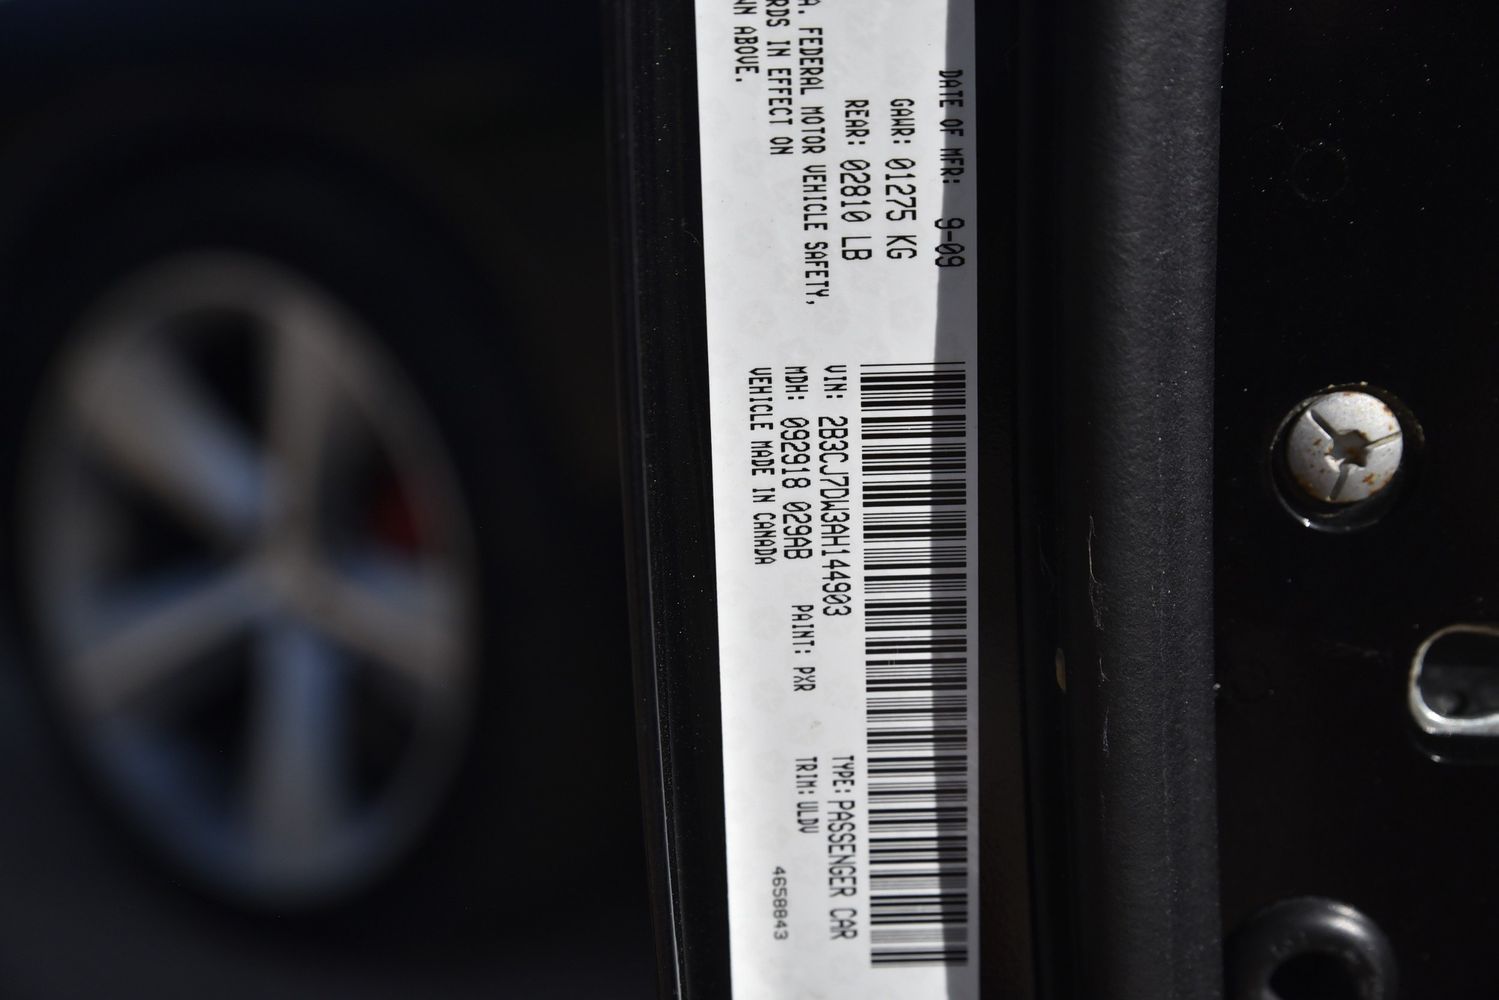 DATE OF MFR: 9-09
GAWR: 01275 KG
REAR: 02810 LB
A. FEDERAL MOTOR VEHICLE SAFETY,
RDS IN EFFECT ON
WN ABOVE.
VIN: 2B3CJ7DW3AH144903 TYPE: PASSENGER CAR
MDH: 092918 029AB PAINT: PXR TRIM: ULDV
VEHICLE MADE IN CANADA 4658843